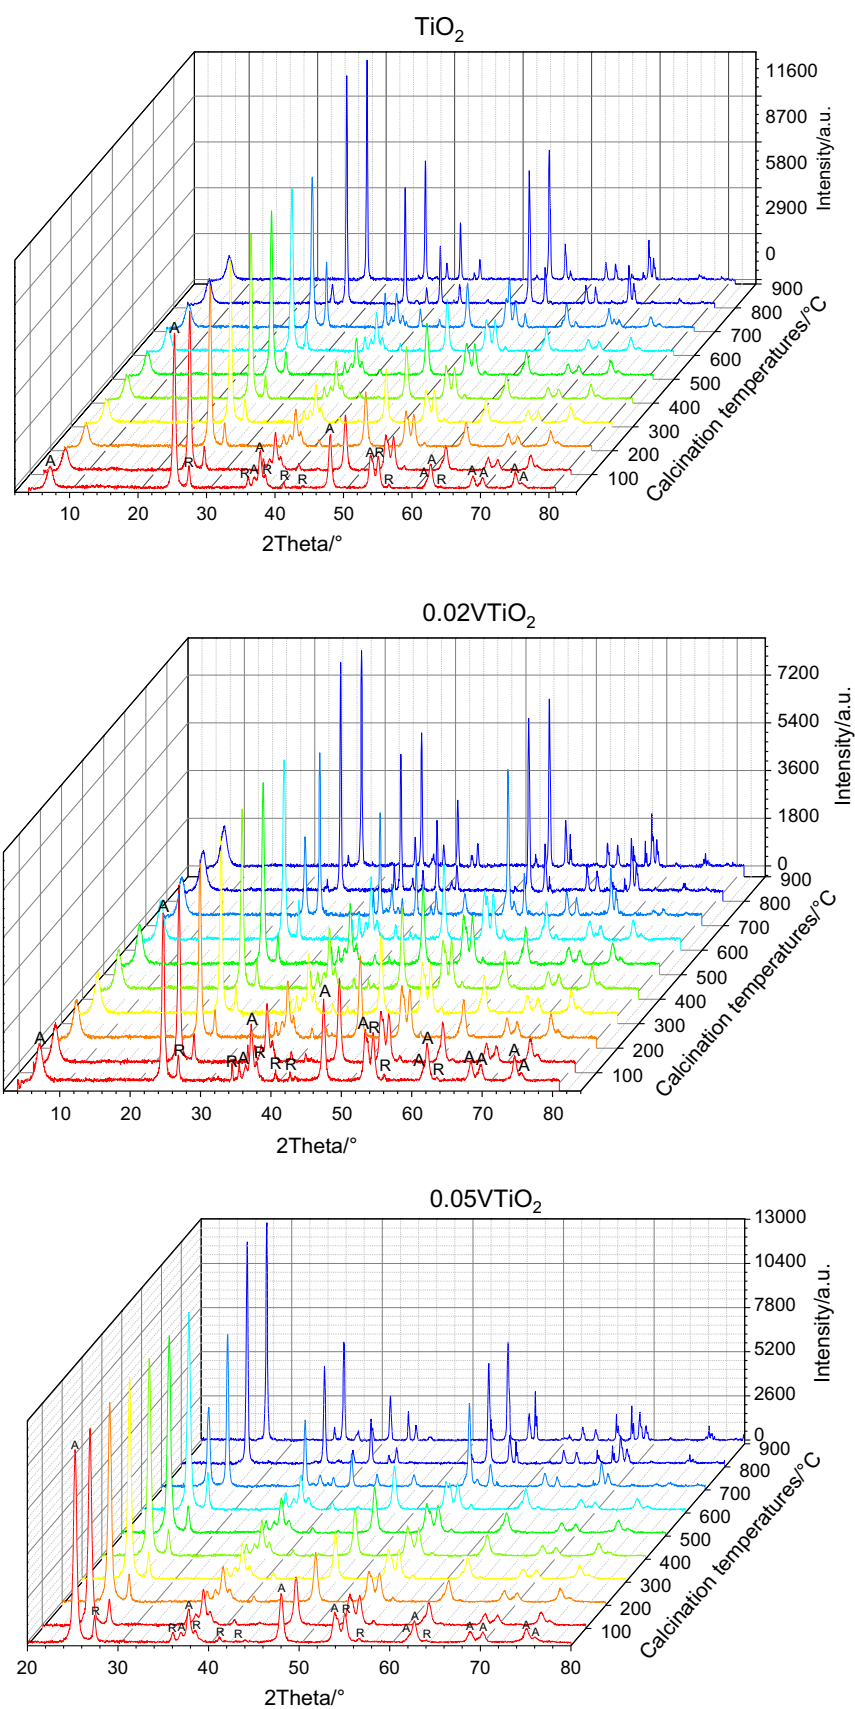 TiO2
11600
8700
5800
2900
0
Intensity/a.u.
900
800
700
600
500
400
300
200
100
Calcination temperatures/°C
A
A
R
R
A
A
R
R
R
A
A
R
R
A
A
R
A
A
A
A
10 20 30 40 50 60 70 80
2Theta/°
0.02VTiO2
7200
5400
3600
1800
0
Intensity/a.u.
900
800
700
600
500
400
300
200
100
Calcination temperatures/°C
A
A
R
R
A
A
R
R
R
A
A
R
R
A
A
R
A
A
A
A
10 20 30 40 50 60 70 80
2Theta/°
0.05VTiO2
13000
10400
7800
5200
2600
0
Intensity/a.u.
900
800
700
600
500
400
300
200
100
Calcination temperatures/°C
A
R
R
A
A
R
R
R
A
A
R
R
A
A
R
A
A
A
A
20 30 40 50 60 70 80
2Theta/°